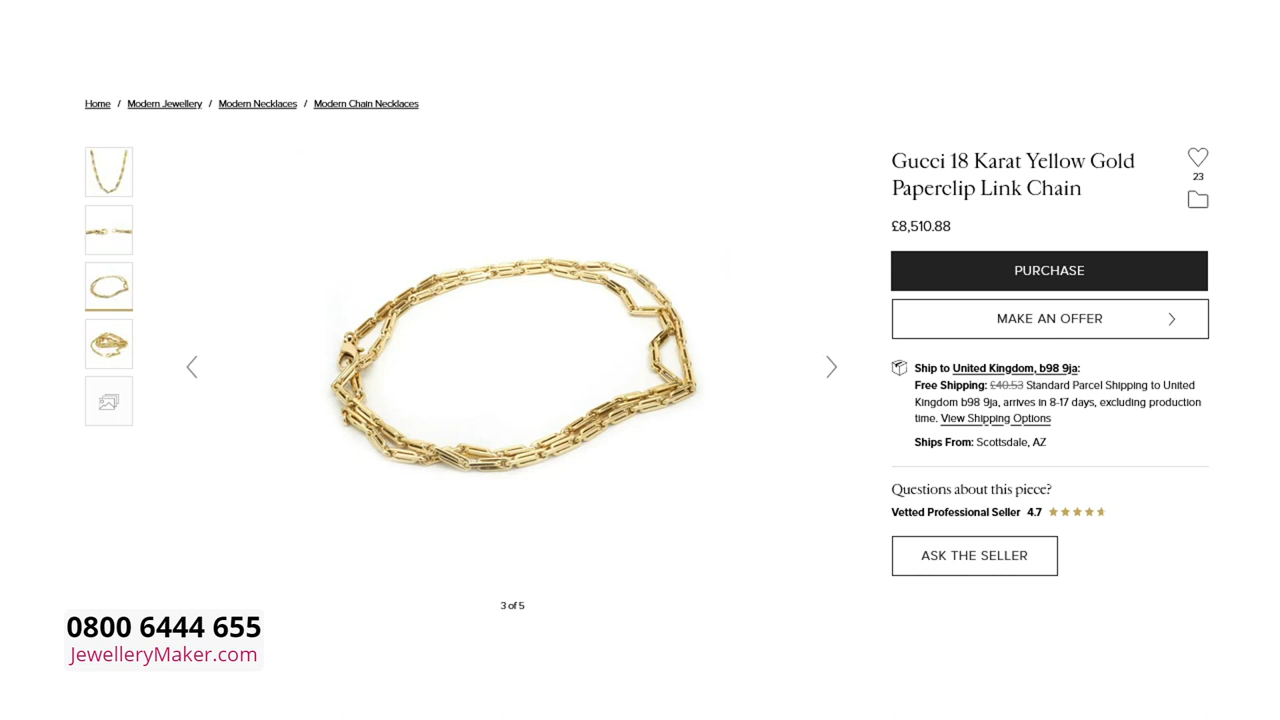 Home / Modern Jewellery / Modern Necklaces / Modern Chain Necklaces
Gucci 18 Karat Yellow Gold
Paperclip Link Chain
23
£8,510.88
PURCHASE
MAKE AN OFFER
Ship to United Kingdom, b98 9ja:
Free Shipping: £40.53 Standard Parcel Shipping to United
Kingdom b98 9ja, arrives in 8-17 days, excluding production
time. View Shipping Options
Ships From: Scottsdale, AZ
Questions about this piece?
Vetted Professional Seller 4.7
ASK THE SELLER
3 of 5
0800 6444 655
JewelleryMaker.com